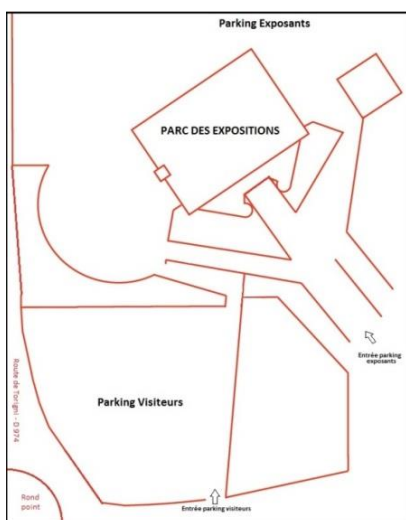 Parking Exposants
PARC DES EXPOSITIONS
Entrée parking
exposants
Route de Torigni - D 974
Parking Visiteurs
Rond
point
Entrée parking visiteurs